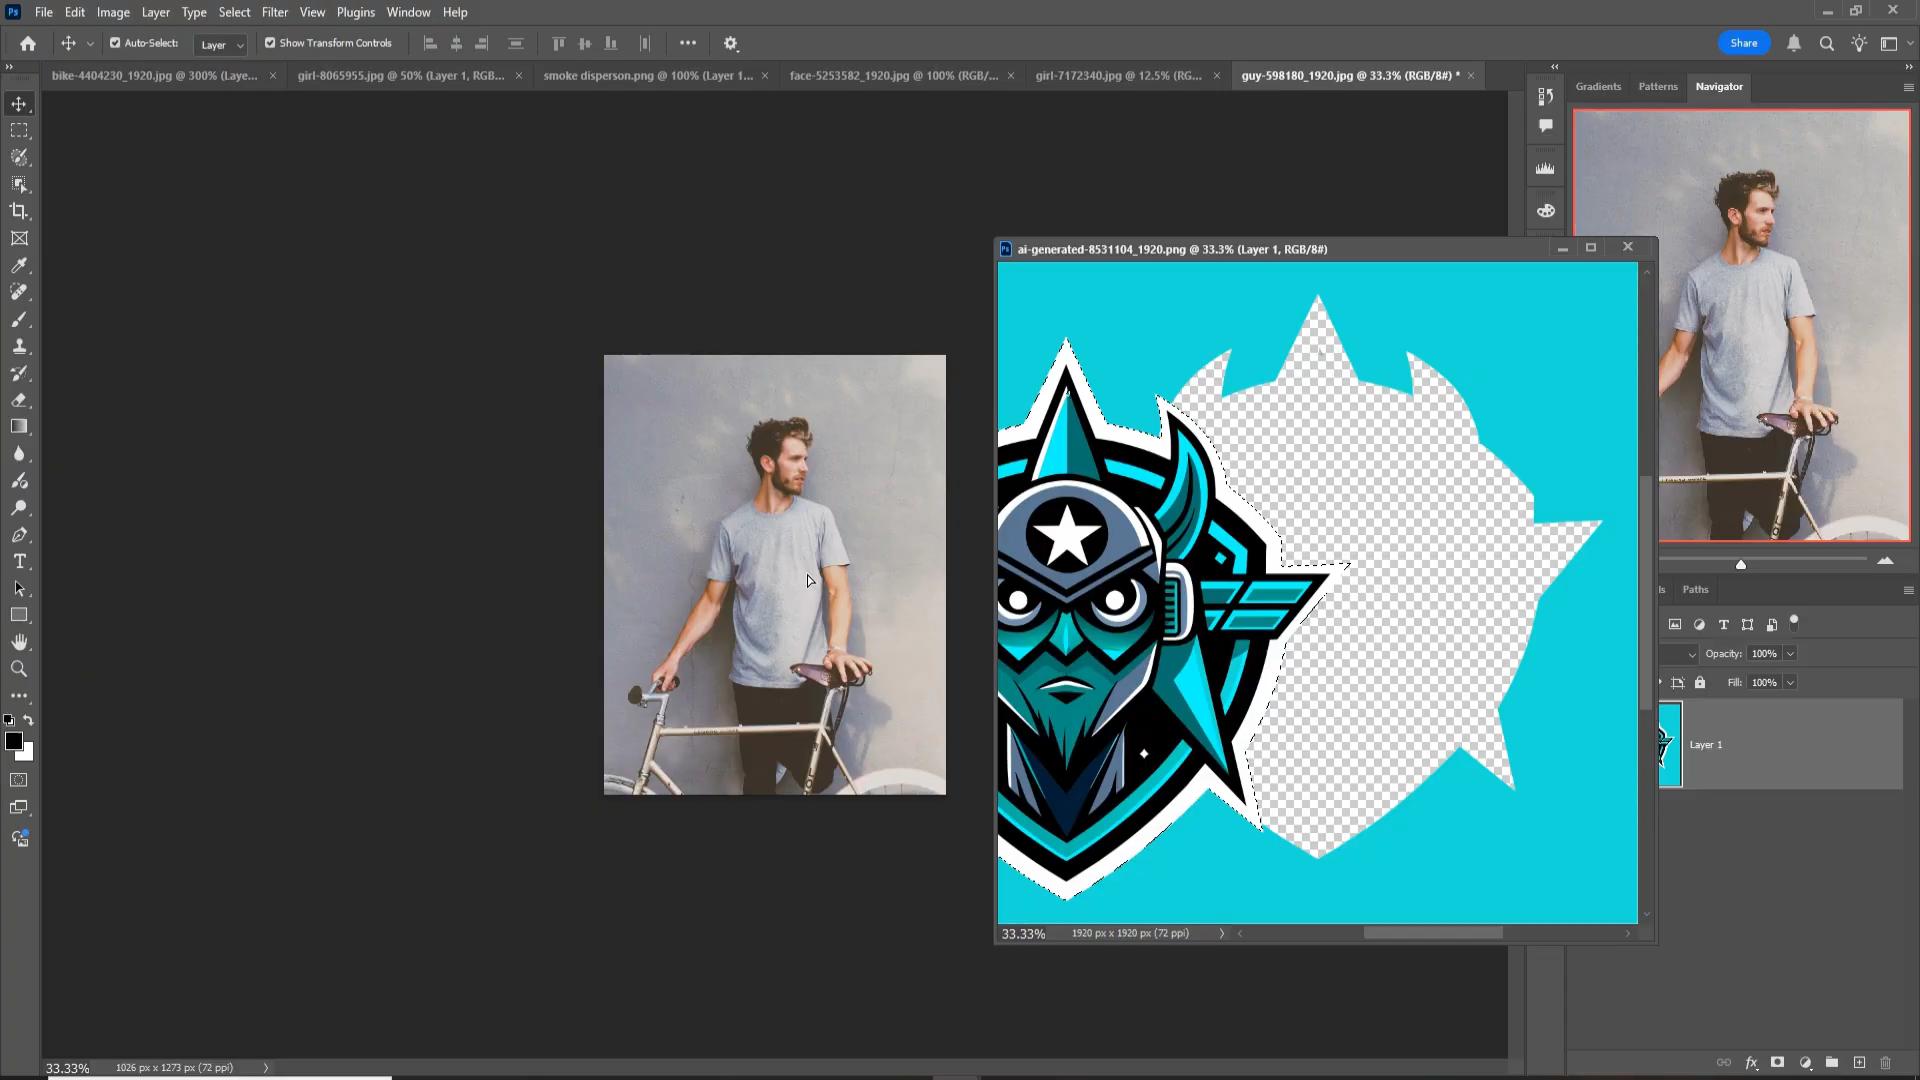 Ps File Edit Image Layer Type Select Filter View Plugins Window Help
Auto-Select: Layer Show Transform Controls Share
bike-4404230_1920.jpg @ 300% (Laye... girl-8065955.jpg @ 50% (Layer 1, RGB... smoke disperson.png @ 100% (Layer 1... face-5253582_1920.jpg @ 100% (RGB/... girl-7172340.jpg @ 12.5% (RG... guy-598180_1920.jpg @ 33.3% (RGB/8#) *
Gradients Patterns Navigator
Ps ai-generated-8531104_1920.png @ 33.3% (Layer 1, RGB/8#)
ls Paths
Opacity: 100%
Fill: 100%
Layer 1
33.33% 1920 px x 1920 px (72 ppi)
33.33% 1026 px x 1273 px (72 ppi)
fx